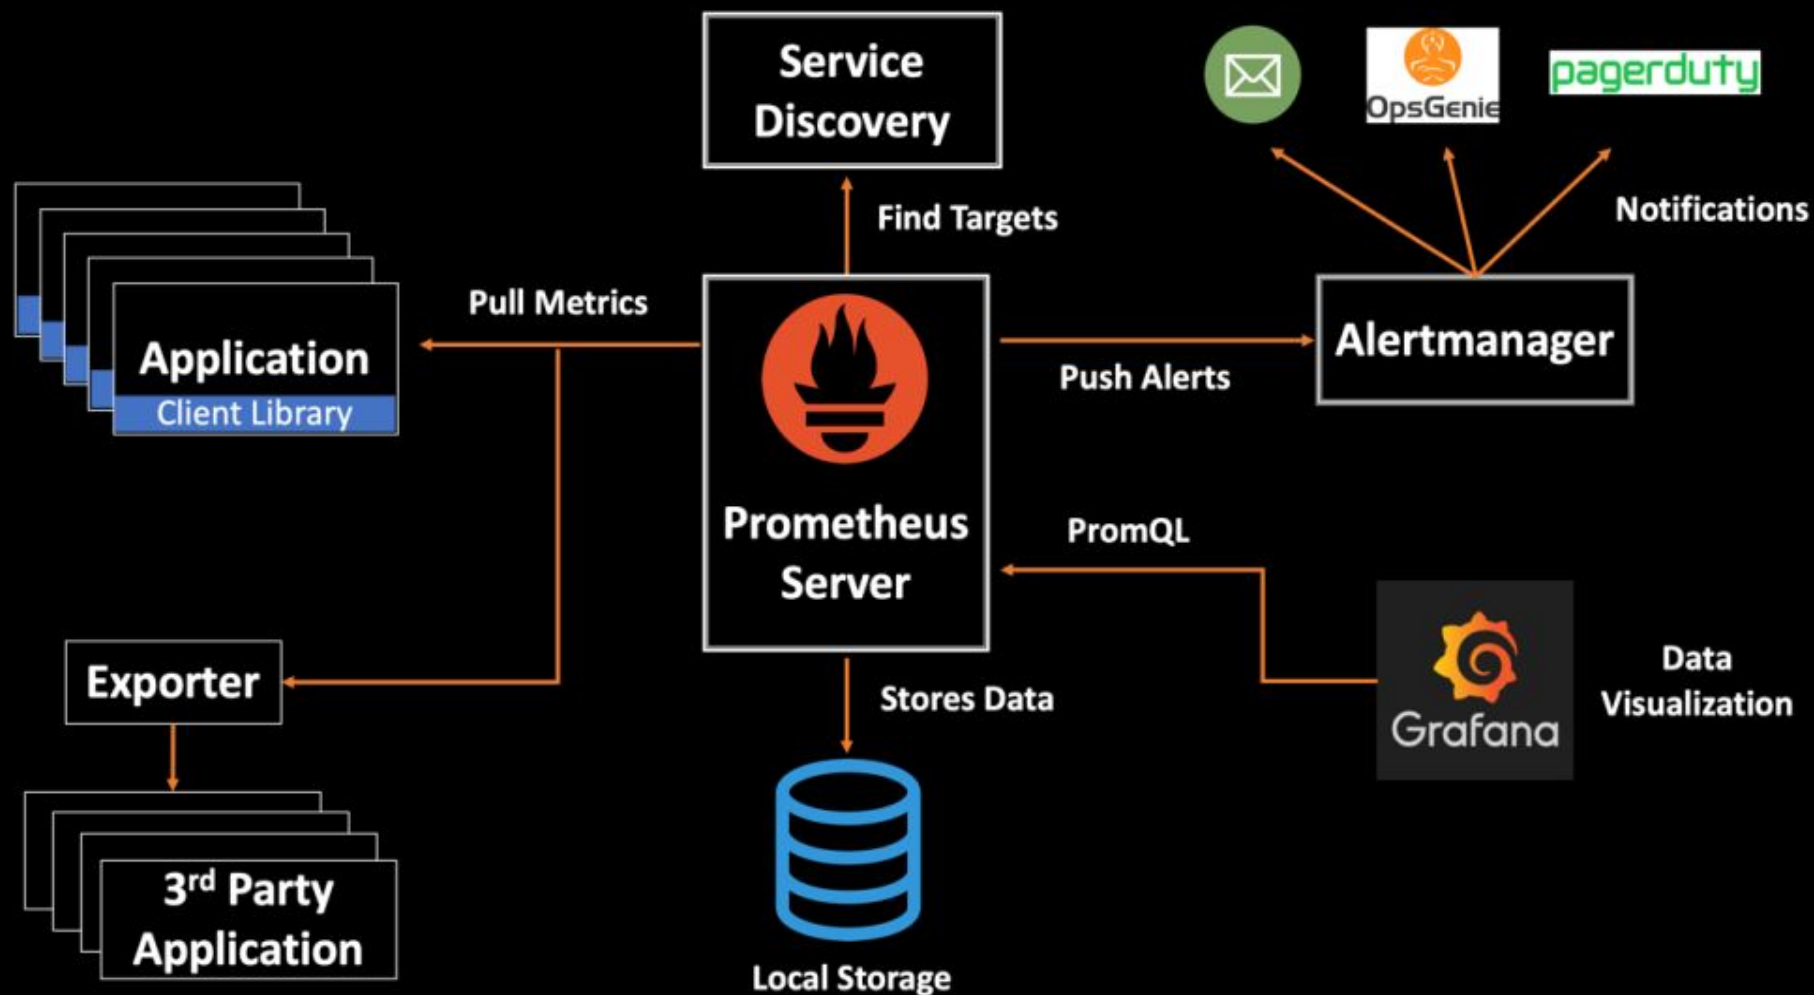 Service
Discovery
OpsGenie
pagerduty
Find Targets
Notifications
Pull Metrics
Application
Client Library
Push Alerts
Alertmanager
Prometheus
Server
PromQL
Exporter
Stores Data
Grafana
Data
Visualization
3rd Party
Application
Local Storage